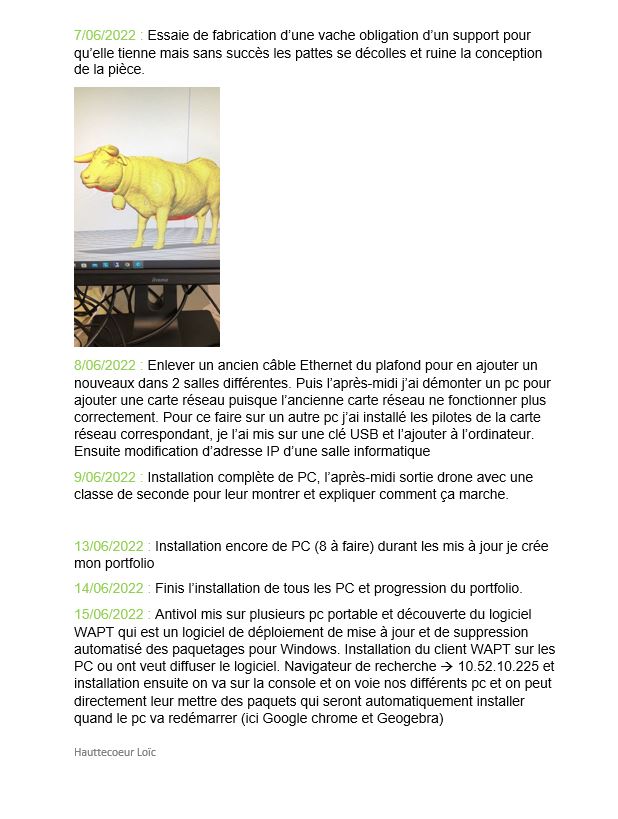 7/06/2022 : Essaie de fabrication d’une vache obligation d’un support pour
qu’elle tienne mais sans succès les pattes se décolles et ruine la conception
de la pièce.
8/06/2022 : Enlever un ancien câble Ethernet du plafond pour en ajouter un
nouveaux dans 2 salles différentes. Puis l’après-midi j’ai démonter un pc pour
ajouter une carte réseau puisque l’ancienne carte réseau ne fonctionner plus
correctement. Pour ce faire sur un autre pc j’ai installé les pilotes de la carte
réseau correspondant, je l’ai mis sur une clé USB et l’ajouter à l’ordinateur.
Ensuite modification d’adresse IP d’une salle informatique
9/06/2022 : Installation complète de PC, l’après-midi sortie drone avec une
classe de seconde pour leur montrer et expliquer comment ça marche.
13/06/2022 : Installation encore de PC (8 à faire) durant les mis à jour je crée
mon portfolio
14/06/2022 : Finis l’installation de tous les PC et progression du portfolio.
15/06/2022 : Antivol mis sur plusieurs pc portable et découverte du logiciel
WAPT qui est un logiciel de déploiement de mise à jour et de suppression
automatisé des paquetages pour Windows. Installation du client WAPT sur les
PC ou ont veut diffuser le logiciel. Navigateur de recherche → 10.52.10.225 et
installation ensuite on va sur la console et on voie nos différents pc et on peut
directement leur mettre des paquets qui seront automatiquement installer
quand le pc va redémarrer (ici Google chrome et Geogebra)
Hauttecoeur Loïc